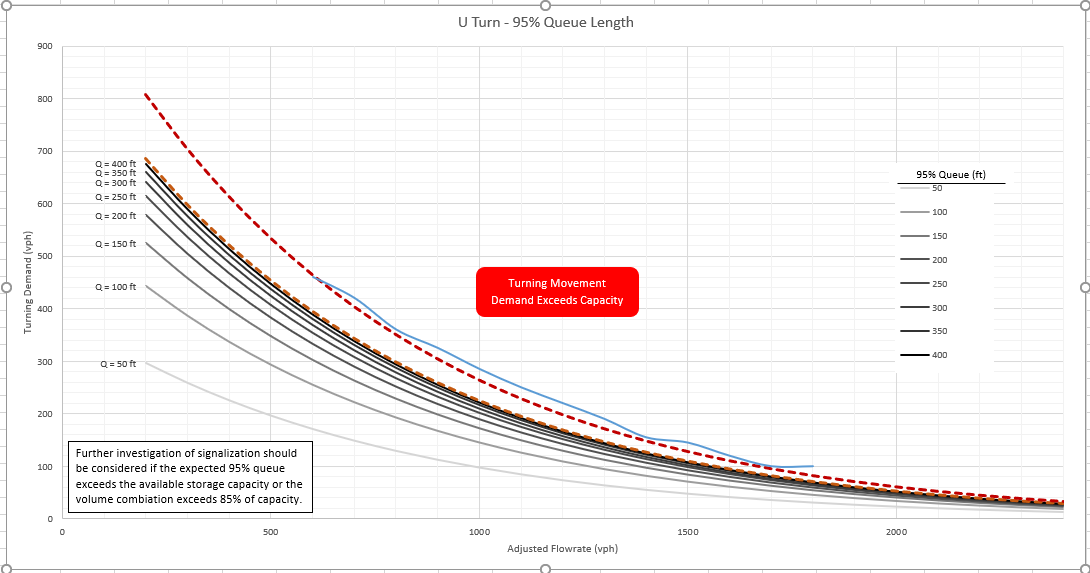 U Turn - 95% Queue Length
900
800
700
600
500
400
300
200
100
0
Turning Demand (vph)
Q = 400 ft
Q = 350 ft
Q = 300 ft
Q = 250 ft
Q = 200 ft
Q = 150 ft
Q = 100 ft
Q = 50 ft
Turning Movement
Demand Exceeds Capacity
95% Queue (ft)
50
100
150
200
250
300
350
400
Further investigation of signalization should
be considered if the expected 95% queue
exceeds the available storage capacity or the
volume combiation exceeds 85% of capacity.
0
500
1000
1500
2000
Adjusted Flowrate (vph)